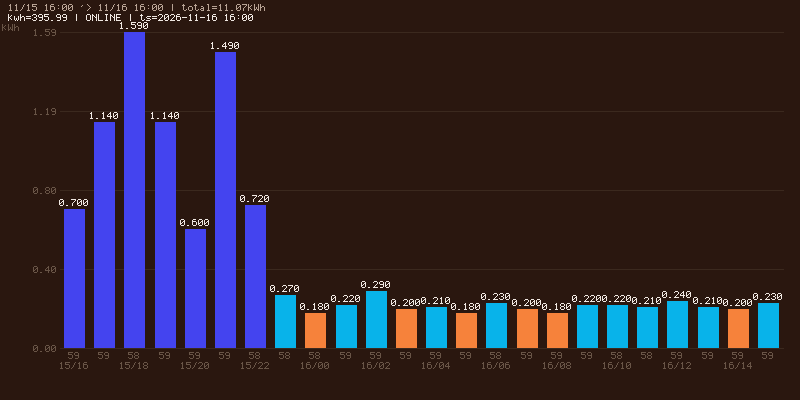 11/15 16:00 -> 11/16 16:00 | total=11.07kWh
kwh=395.99 | ONLINE | ts=2026-11-16 16:00
kWh
1.59
1.19
0.80
0.40
0.00
0.700 1.140 1.590 1.140 0.600 1.490 0.720 0.270 0.180 0.220 0.290 0.200 0.210 0.180 0.230 0.200 0.180 0.220 0.220 0.210 0.240 0.210 0.200 0.230
59 59 58 59 59 59 58 58 58 59 59 59 59 59 58 59 59 59 58 58 59 59 59 59
15/16 15/18 15/20 15/22 16/00 16/02 16/04 16/06 16/08 16/10 16/12 16/14